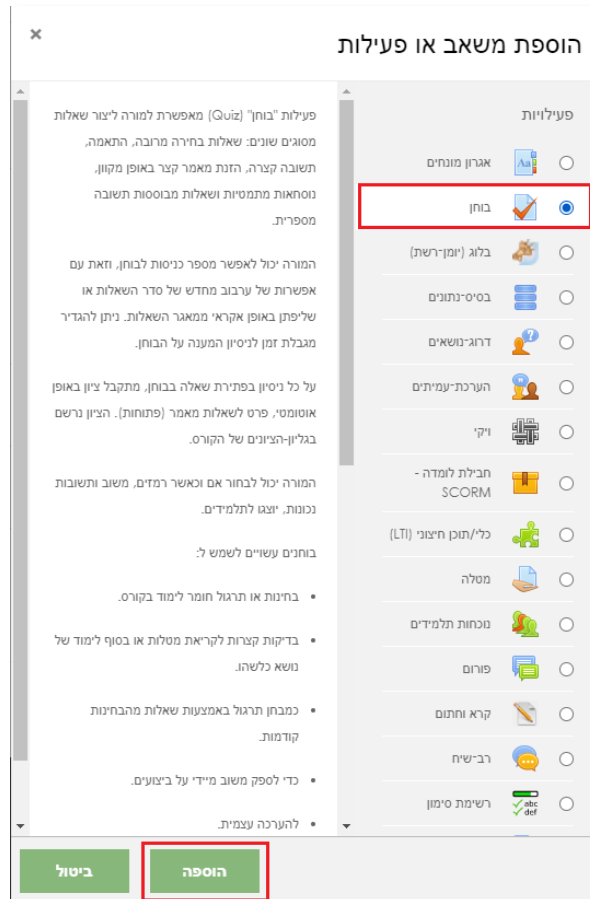 ×
הוספת משאב או פעילות
פעילויות
אגרון מונחים
בוחן
בלוג (יומן-רשת)
בסיס-נתונים
דרוג-נושאים
הערכת-עמיתים
ויקי
חבילת לומדה -
SCORM
כלי/תוכן חיצוני (LTI)
מטלה
נוכחות תלמידים
פורום
קרא וחתום
רב-שיח
רשימת סימון
פעילות "בוחן" (Quiz) מאפשרת למורה ליצור שאלות
מסוגים שונים: שאלות בחירה מרובה, התאמה,
תשובה קצרה, הזנת מאמר קצר באופן מקוון,
נוסחאות מתמטיות ושאלות מבוססות תשובה
מספרית.
המורה יכול לאפשר מספר כניסות לבוחן, וזאת עם
אפשרות של ערבוב מחדש של סדר השאלות או
שליפתן באופן אקראי ממאגר השאלות. ניתן להגדיר
מגבלת זמן לניסיון המענה על הבוחן.
על כל ניסיון בפתירת שאלה בבוחן, מתקבל ציון באופן
אוטומטי, פרט לשאלות מאמר (פתוחות). הציון נרשם
בגליון-הציונים של הקורס.
המורה יכול לבחור אם וכאשר רמזים, משוב ותשובות
נכונות, יוצגו לתלמידים.
בוחנים עשויים לשמש ל:
• בחינות או תרגול חומר לימוד בקורס.
• בדיקות קצרות לקריאת מטלות או בסוף לימוד של
נושא כלשהו.
• כמבחן תרגול באמצעות שאלות מהבחינות
קודמות.
• כדי לספק משוב מיידי על ביצועים.
• להערכה עצמית.
הוספה
ביטול